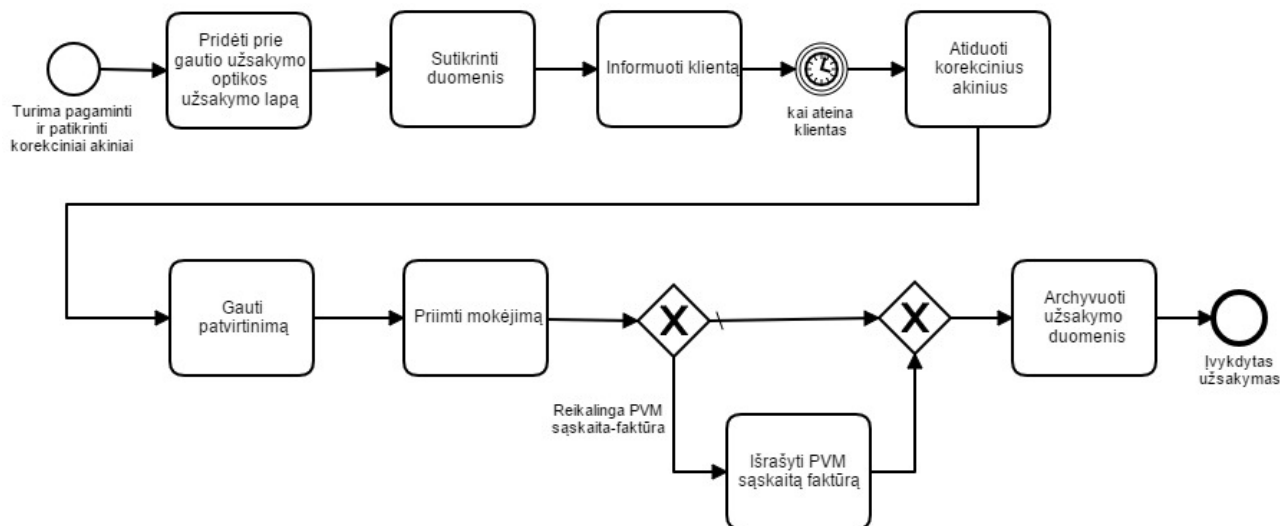 Turima pagaminti
ir patikrinti
korekciniai akiniai
Pridėti prie
gautio užsakymo
optikos
užsakymo lapą
Sutikrinti
duomenis
Informuoti klientą
kai ateina
klientas
Atiduoti
korekcinius
akinius
Gauti
patvirtinimą
Priimti mokėjimą
Reikalinga PVM
sąskaita-faktūra
Išrašyti PVM
sąskaitą faktūrą
Archyvuoti
užsakymo
duomenis
Įvykdytas
užsakymas